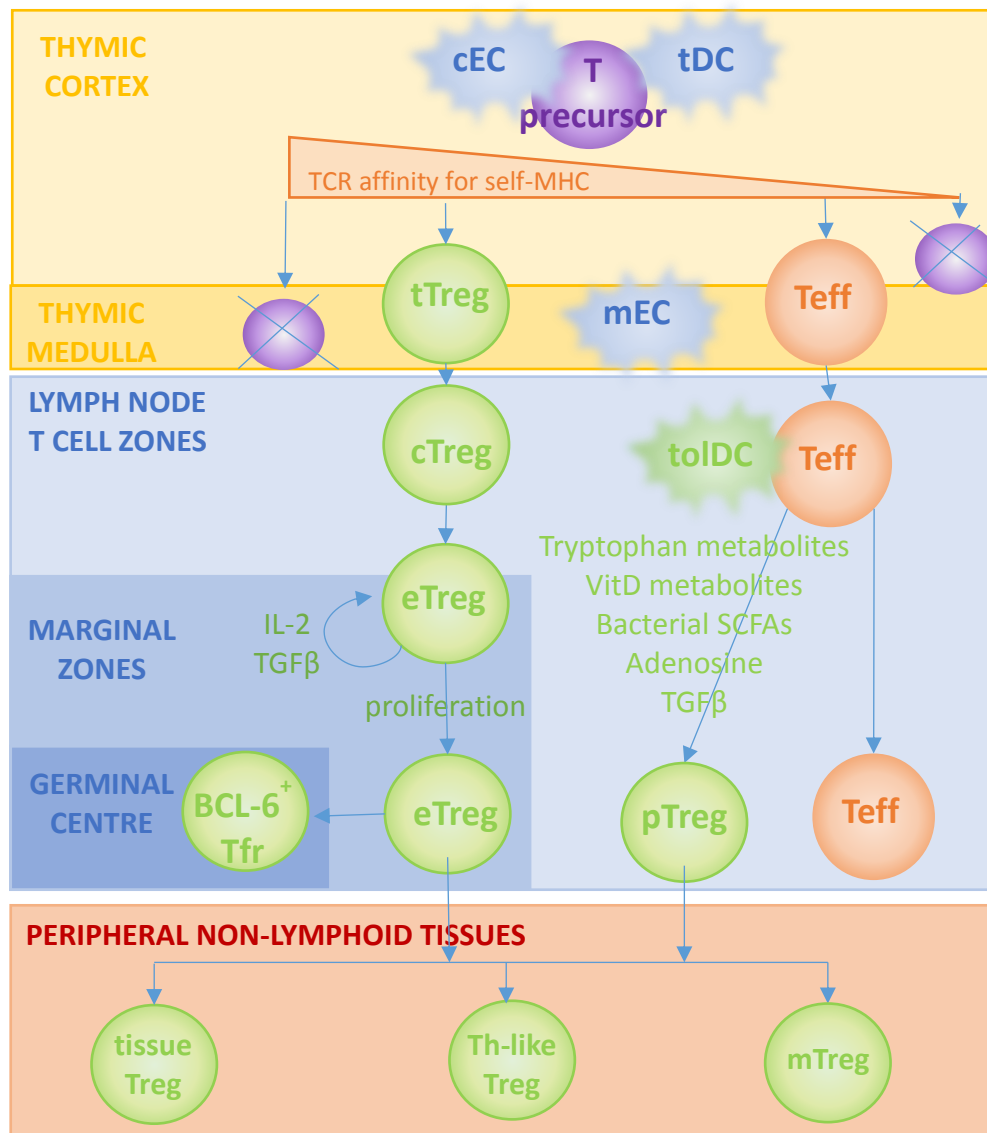 THYMIC
CORTEX
cEC
T
precursor
tDC
TCR affinity for self-MHC
THYMIC
MEDULLA
tTreg
mEC
Teff
LYMPH NODE
T CELL ZONES
cTreg
tolDC
Teff
Tryptophan metabolites
VitD metabolites
Bacterial SCFAs
Adenosine
TGFβ
eTreg
MARGINAL
ZONES
IL-2
TGFβ
proliferation
GERMINAL
CENTRE
BCL-6⁺
Tfr
eTreg
pTreg
Teff
PERIPHERAL NON-LYMPHOID TISSUES
tissue
Treg
Th-like
Treg
mTreg